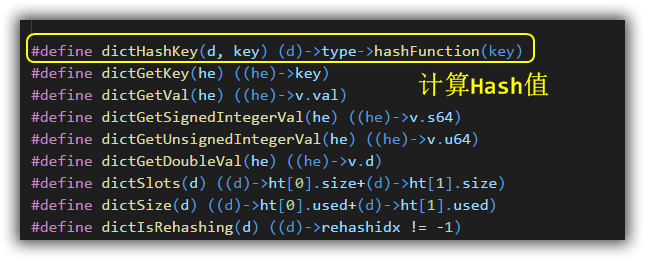 #define dictHashKey(d, key) (d)->type->hashFunction(key)
#define dictGetKey(he) ((he)->key)
计算Hash值
#define dictGetVal(he) ((he)->v.val)
#define dictGetSignedIntegerVal(he) ((he)->v.s64)
#define dictGetUnsignedIntegerVal(he) ((he)->v.u64)
#define dictGetDoubleVal(he) ((he)->v.d)
#define dictSlots(d) ((d)->ht[0].size+(d)->ht[1].size)
#define dictSize(d) ((d)->ht[0].used+(d)->ht[1].used)
#define dictIsRehashing(d) ((d)->rehashidx != -1)